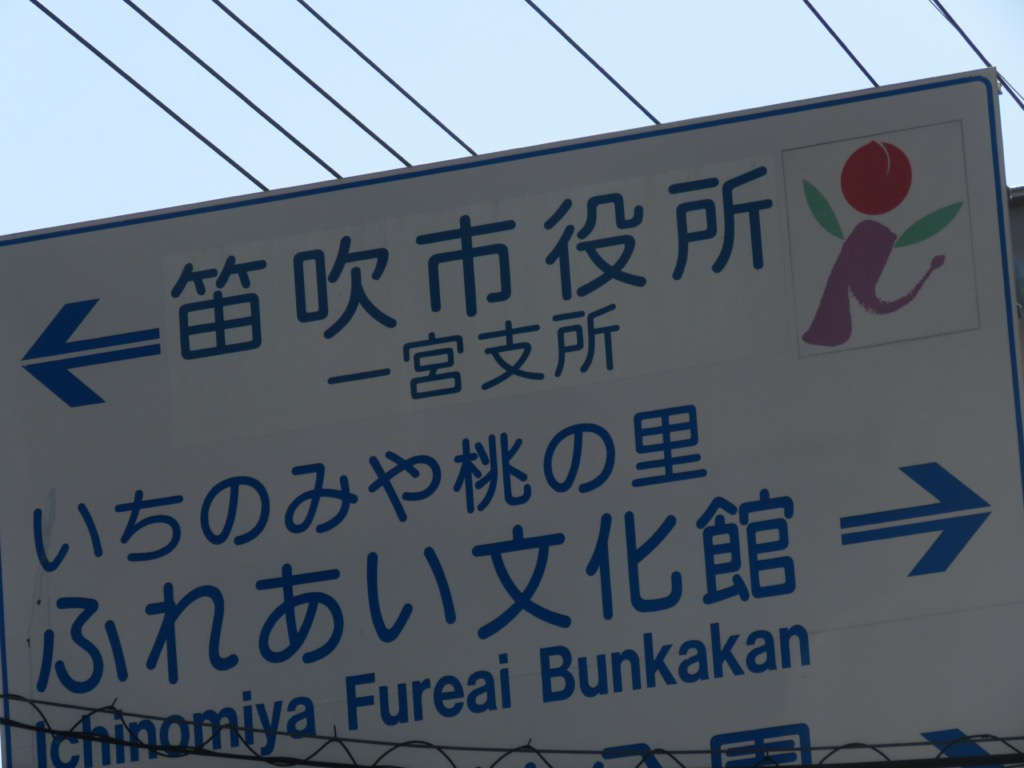 笛吹市役所
一宮支所
いちのみや桃の里
ふれあい文化館
Ichinomiya Fureai Bunkakan